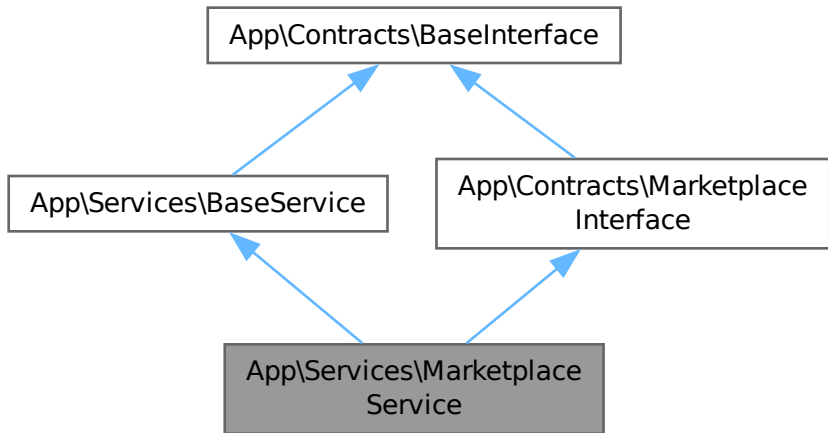 App\Contracts\BaseInterface
App\Services\BaseService
App\Contracts\Marketplace
Interface
App\Services\Marketplace
Service